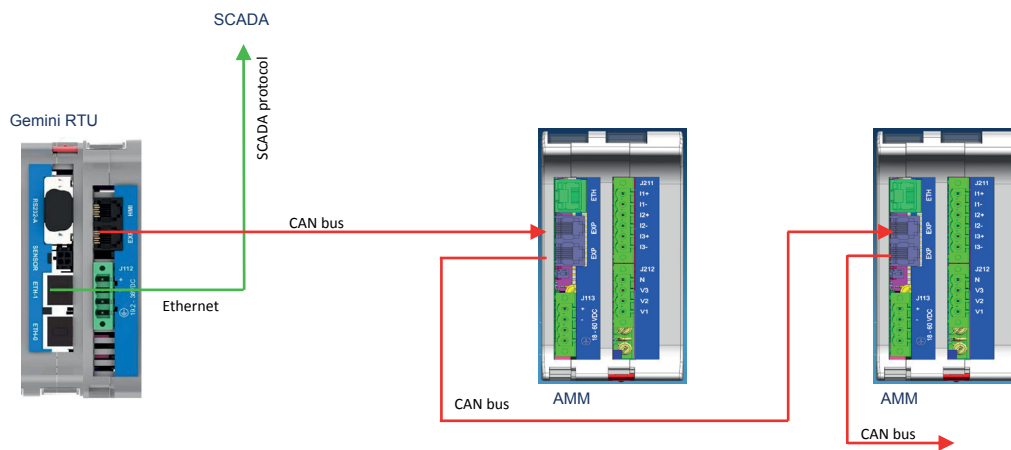 SCADA
SCADA protocol
Gemini RTU
RS232-A
SENSOR
ETH-1
ETH-0
HMI
J112
+
19.2 - 36VDC
CAN bus
Ethernet
ETH
EXP
EXP
J113
+
-
18 - 60 VDC
J211
I1+
I1-
I2+
I2-
I3+
I3-
J212
N
V3
V2
V1
AMM
CAN bus
ETH
EXP
EXP
J113
+
-
18 - 60 VDC
J211
I1+
I1-
I2+
I2-
I3+
I3-
J212
N
V3
V2
V1
AMM
CAN bus